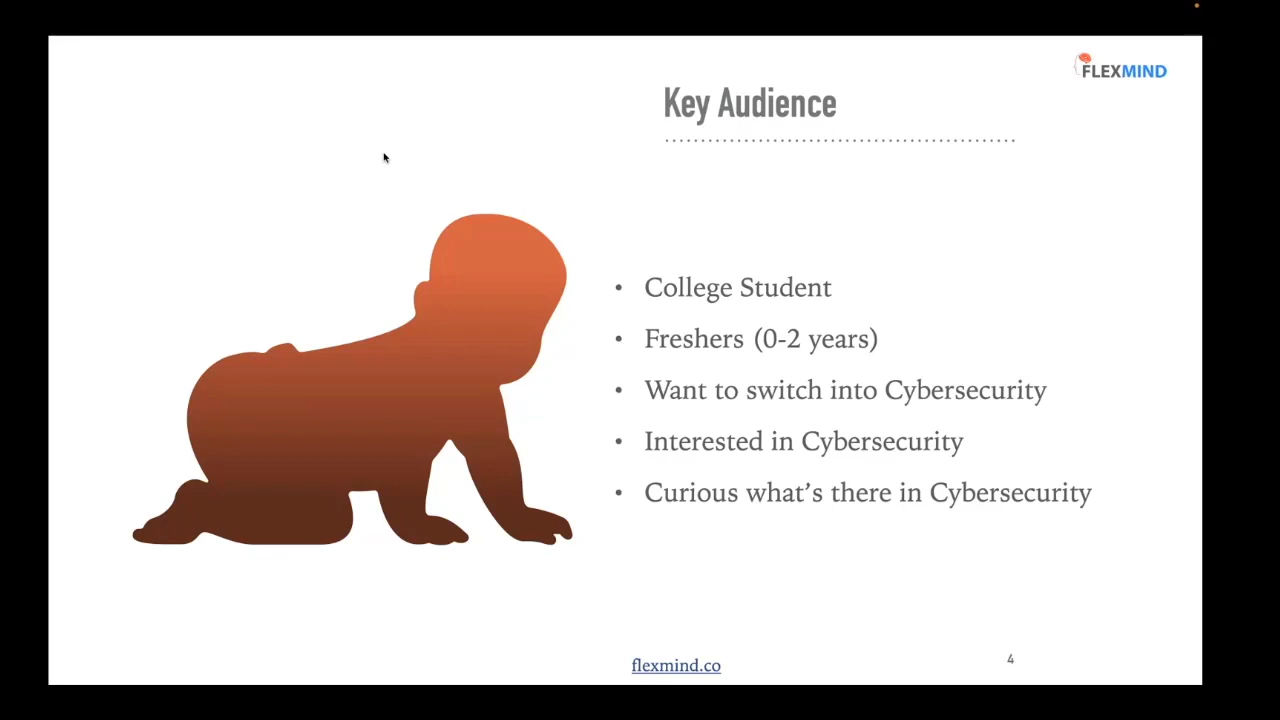 FLEXMIND
Key Audience
• College Student
• Freshers (0-2 years)
• Want to switch into Cybersecurity
• Interested in Cybersecurity
• Curious what’s there in Cybersecurity
flexmind.co
4